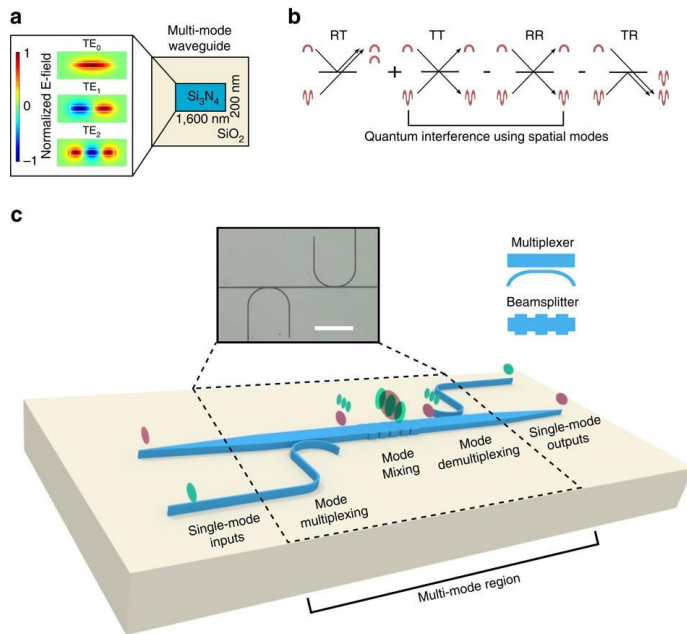 a
Multi-mode
waveguide
1
0
−1
Normalized E-field
TE0
TE1
TE2
Si3N4
200 nm
1,600 nm
SiO2
b
RT
TT
RR
TR
+
-
-
Quantum interference using spatial modes
c
Multiplexer
Beamsplitter
Single-mode
inputs
Mode
multiplexing
Mode
Mixing
Mode
demultiplexing
Single-mode
outputs
Multi-mode region